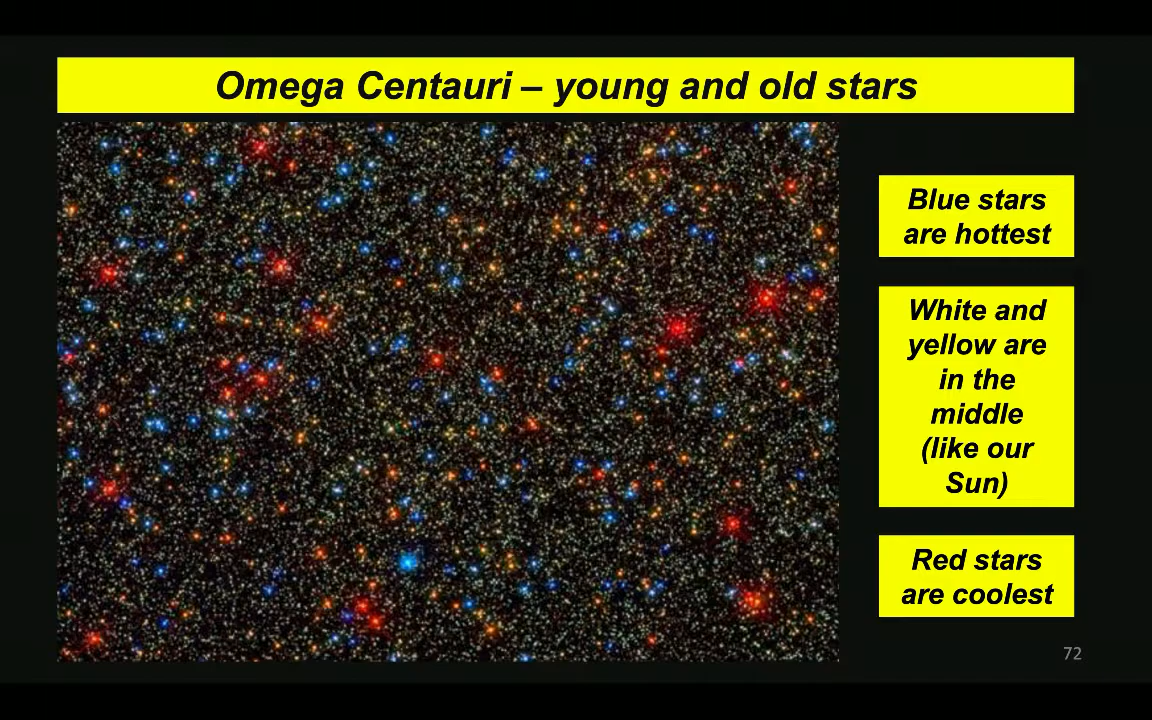 Omega Centauri – young and old stars
Blue stars
are hottest
White and
yellow are
in the
middle
(like our
Sun)
Red stars
are coolest
72